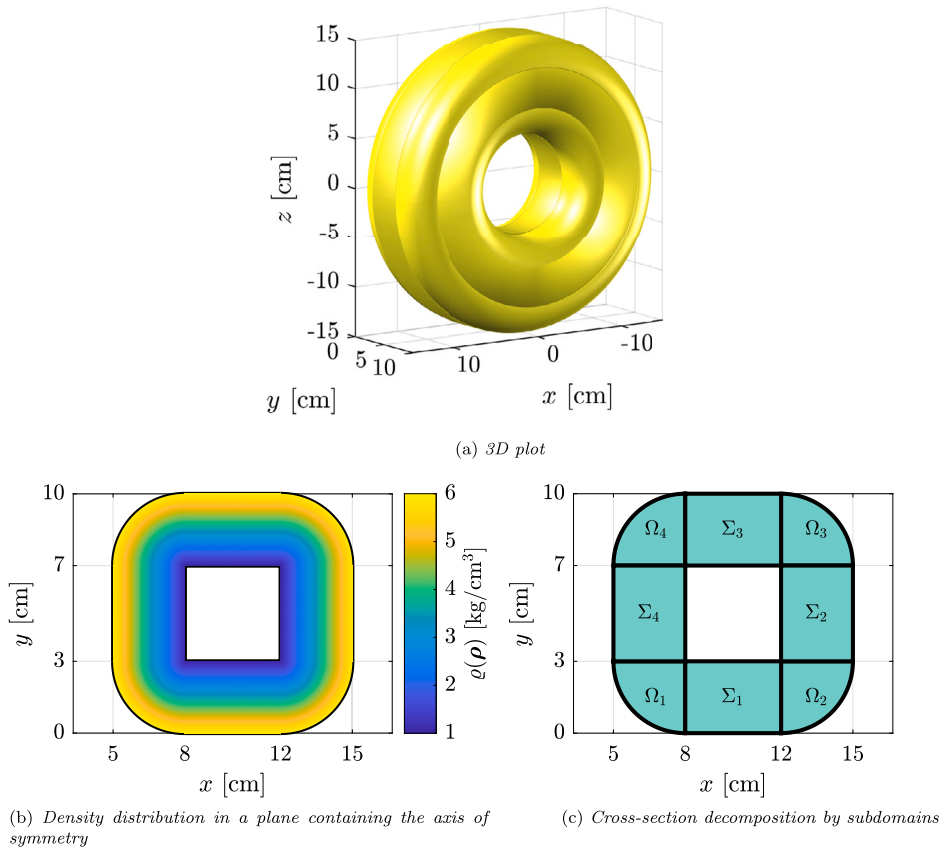 15
10
5
0
-5
-10
-15
z [cm]
0
5
10
y [cm]
10
0
-10
x [cm]
(a) 3D plot
10
7
3
0
y [cm]
5
8
12
15
x [cm]
6
5
4
3
2
1
ϱ(ρ) [kg/cm³]
10
7
3
0
y [cm]
Ω₄
Σ₃
Ω₃
Σ₄
Σ₂
Ω₁
Σ₁
Ω₂
5
8
12
15
x [cm]
(b) Density distribution in a plane containing the axis of
symmetry
(c) Cross-section decomposition by subdomains